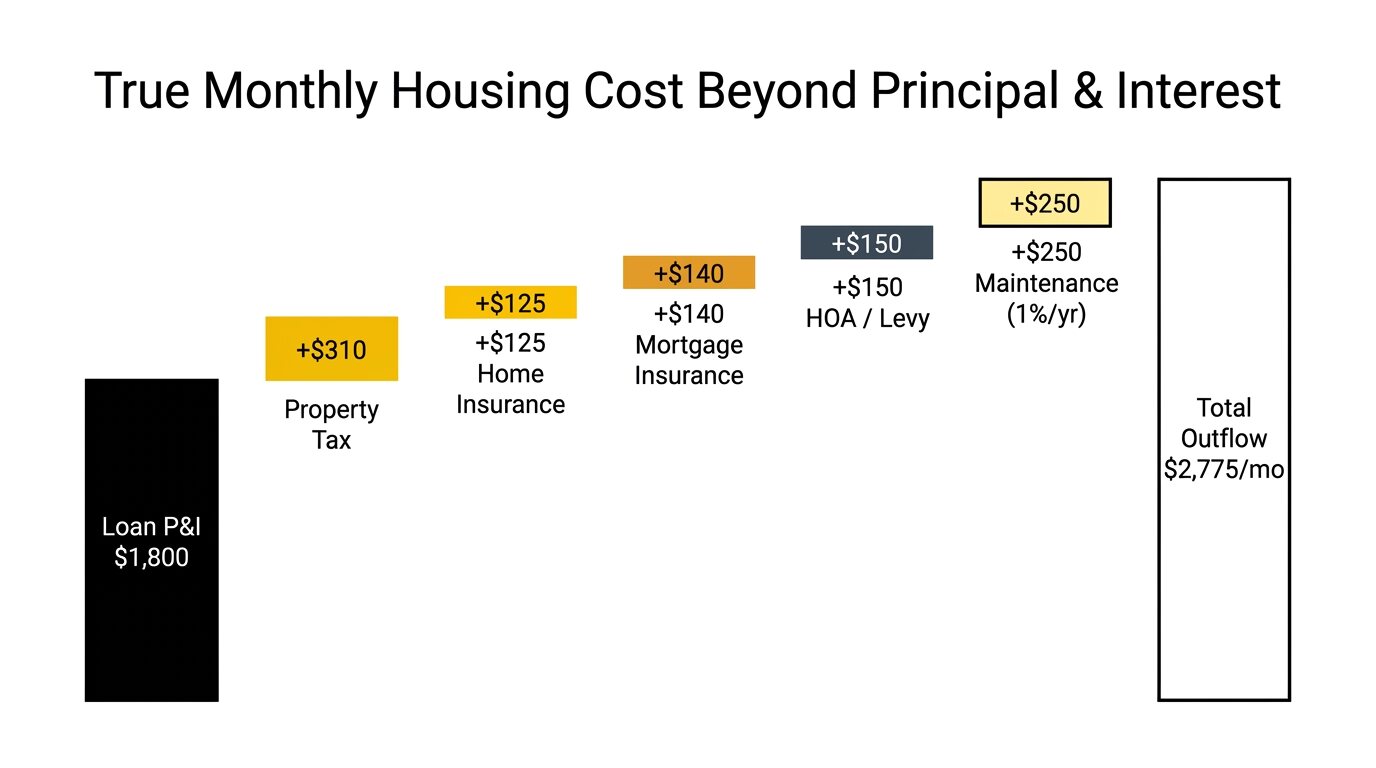 True Monthly Housing Cost Beyond Principal & Interest
Loan P&I
$1,800
+$310
Property
Tax
+$125
+$125
Home
Insurance
+$140
+$140
Mortgage
Insurance
+$150
+$150
HOA / Levy
+$250
+$250
Maintenance
(1%/yr)
Total
Outflow
$2,775/mo